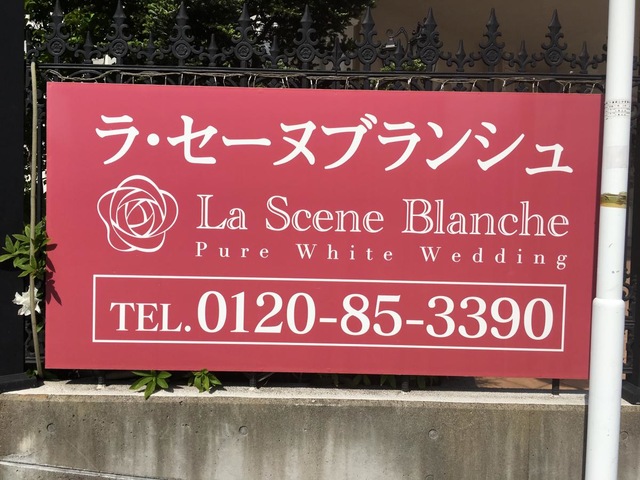 ラ・セーヌブランシュ
La Scene Blanche
Pure White Wedding
TEL.0120-85-3390